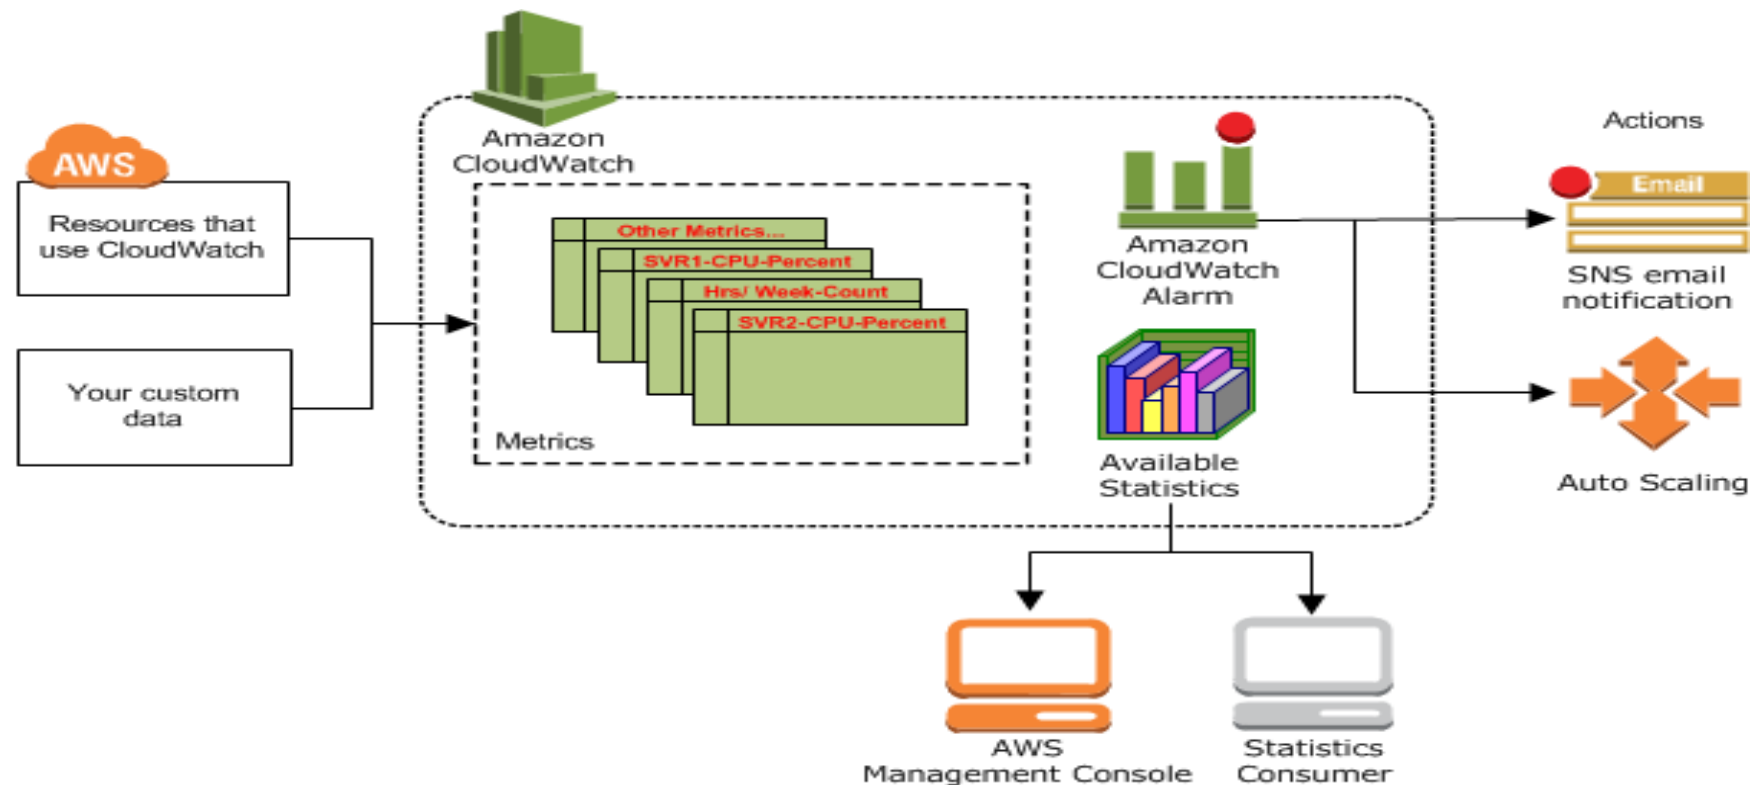 Amazon
CloudWatch
AWS
Resources that
use CloudWatch
Your custom
data
Other Metrics...
SVR1-CPU-Percent
Hrs/ Week-Count
SVR2-CPU-Percent
Metrics
Amazon
CloudWatch
Alarm
Available
Statistics
Actions
Email
SNS email
notification
Auto Scaling
AWS
Management Console
Statistics
Consumer